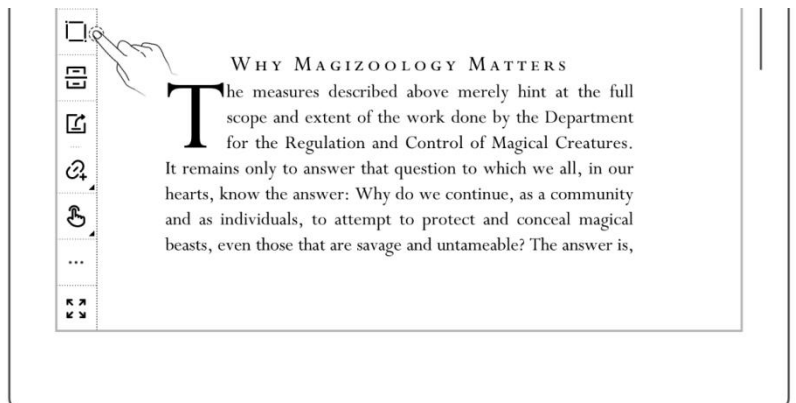 WHY MAGIZOOLOGY MATTERS
The measures described above merely hint at the full
scope and extent of the work done by the Department
for the Regulation and Control of Magical Creatures.
It remains only to answer that question to which we all, in our
hearts, know the answer: Why do we continue, as a community
and as individuals, to attempt to protect and conceal magical
beasts, even those that are savage and untameable? The answer is,